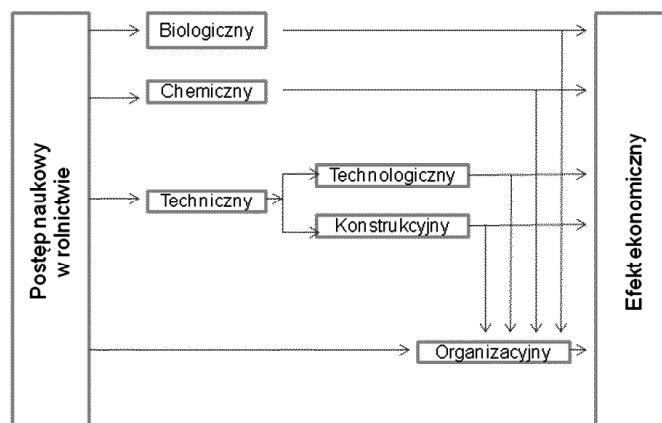 Postęp naukowy
w rolnictwie
Biologiczny
Chemiczny
Techniczny
Technologiczny
Konstrukcyjny
Organizacyjny
Efekt ekonomiczny